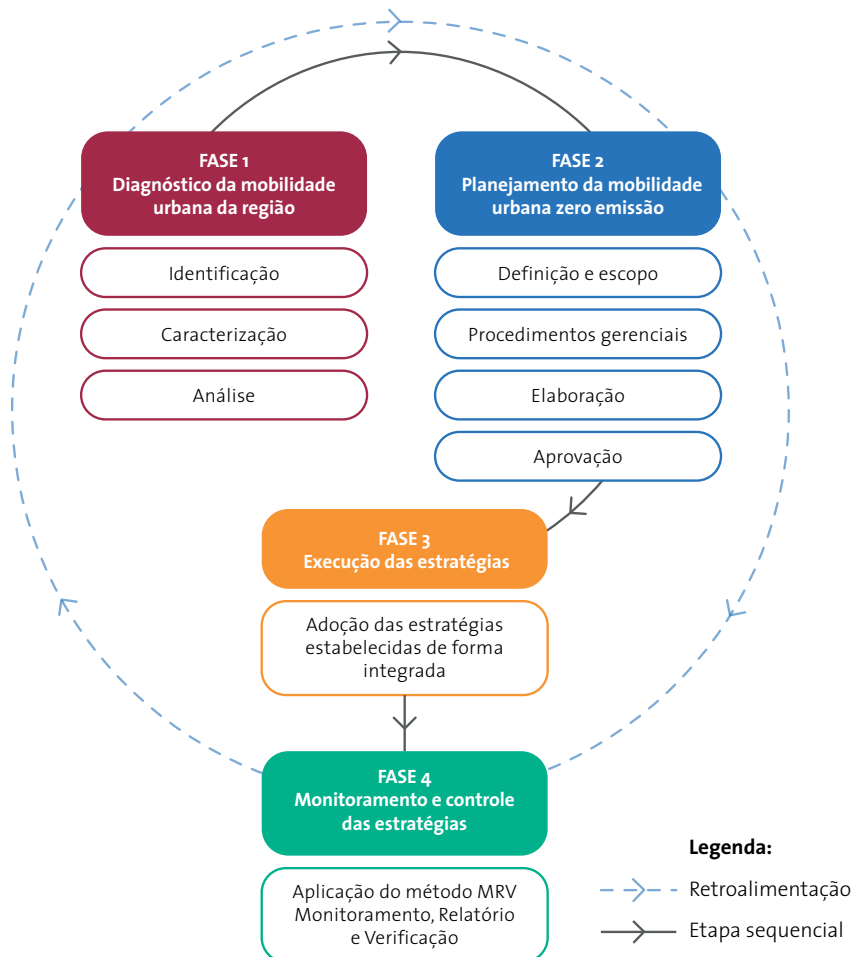 FASE 1
Diagnóstico da mobilidade
urbana da região
Identificação
Caracterização
Análise
FASE 2
Planejamento da mobilidade
urbana zero emissão
Definição e escopo
Procedimentos gerenciais
Elaboração
Aprovação
FASE 3
Execução das estratégias
Adoção das estratégias
estabelecidas de forma
integrada
FASE 4
Monitoramento e controle
das estratégias
Aplicação do método MRV
Monitoramento, Relatório
e Verificação
Legenda:
Retroalimentação
Etapa sequencial